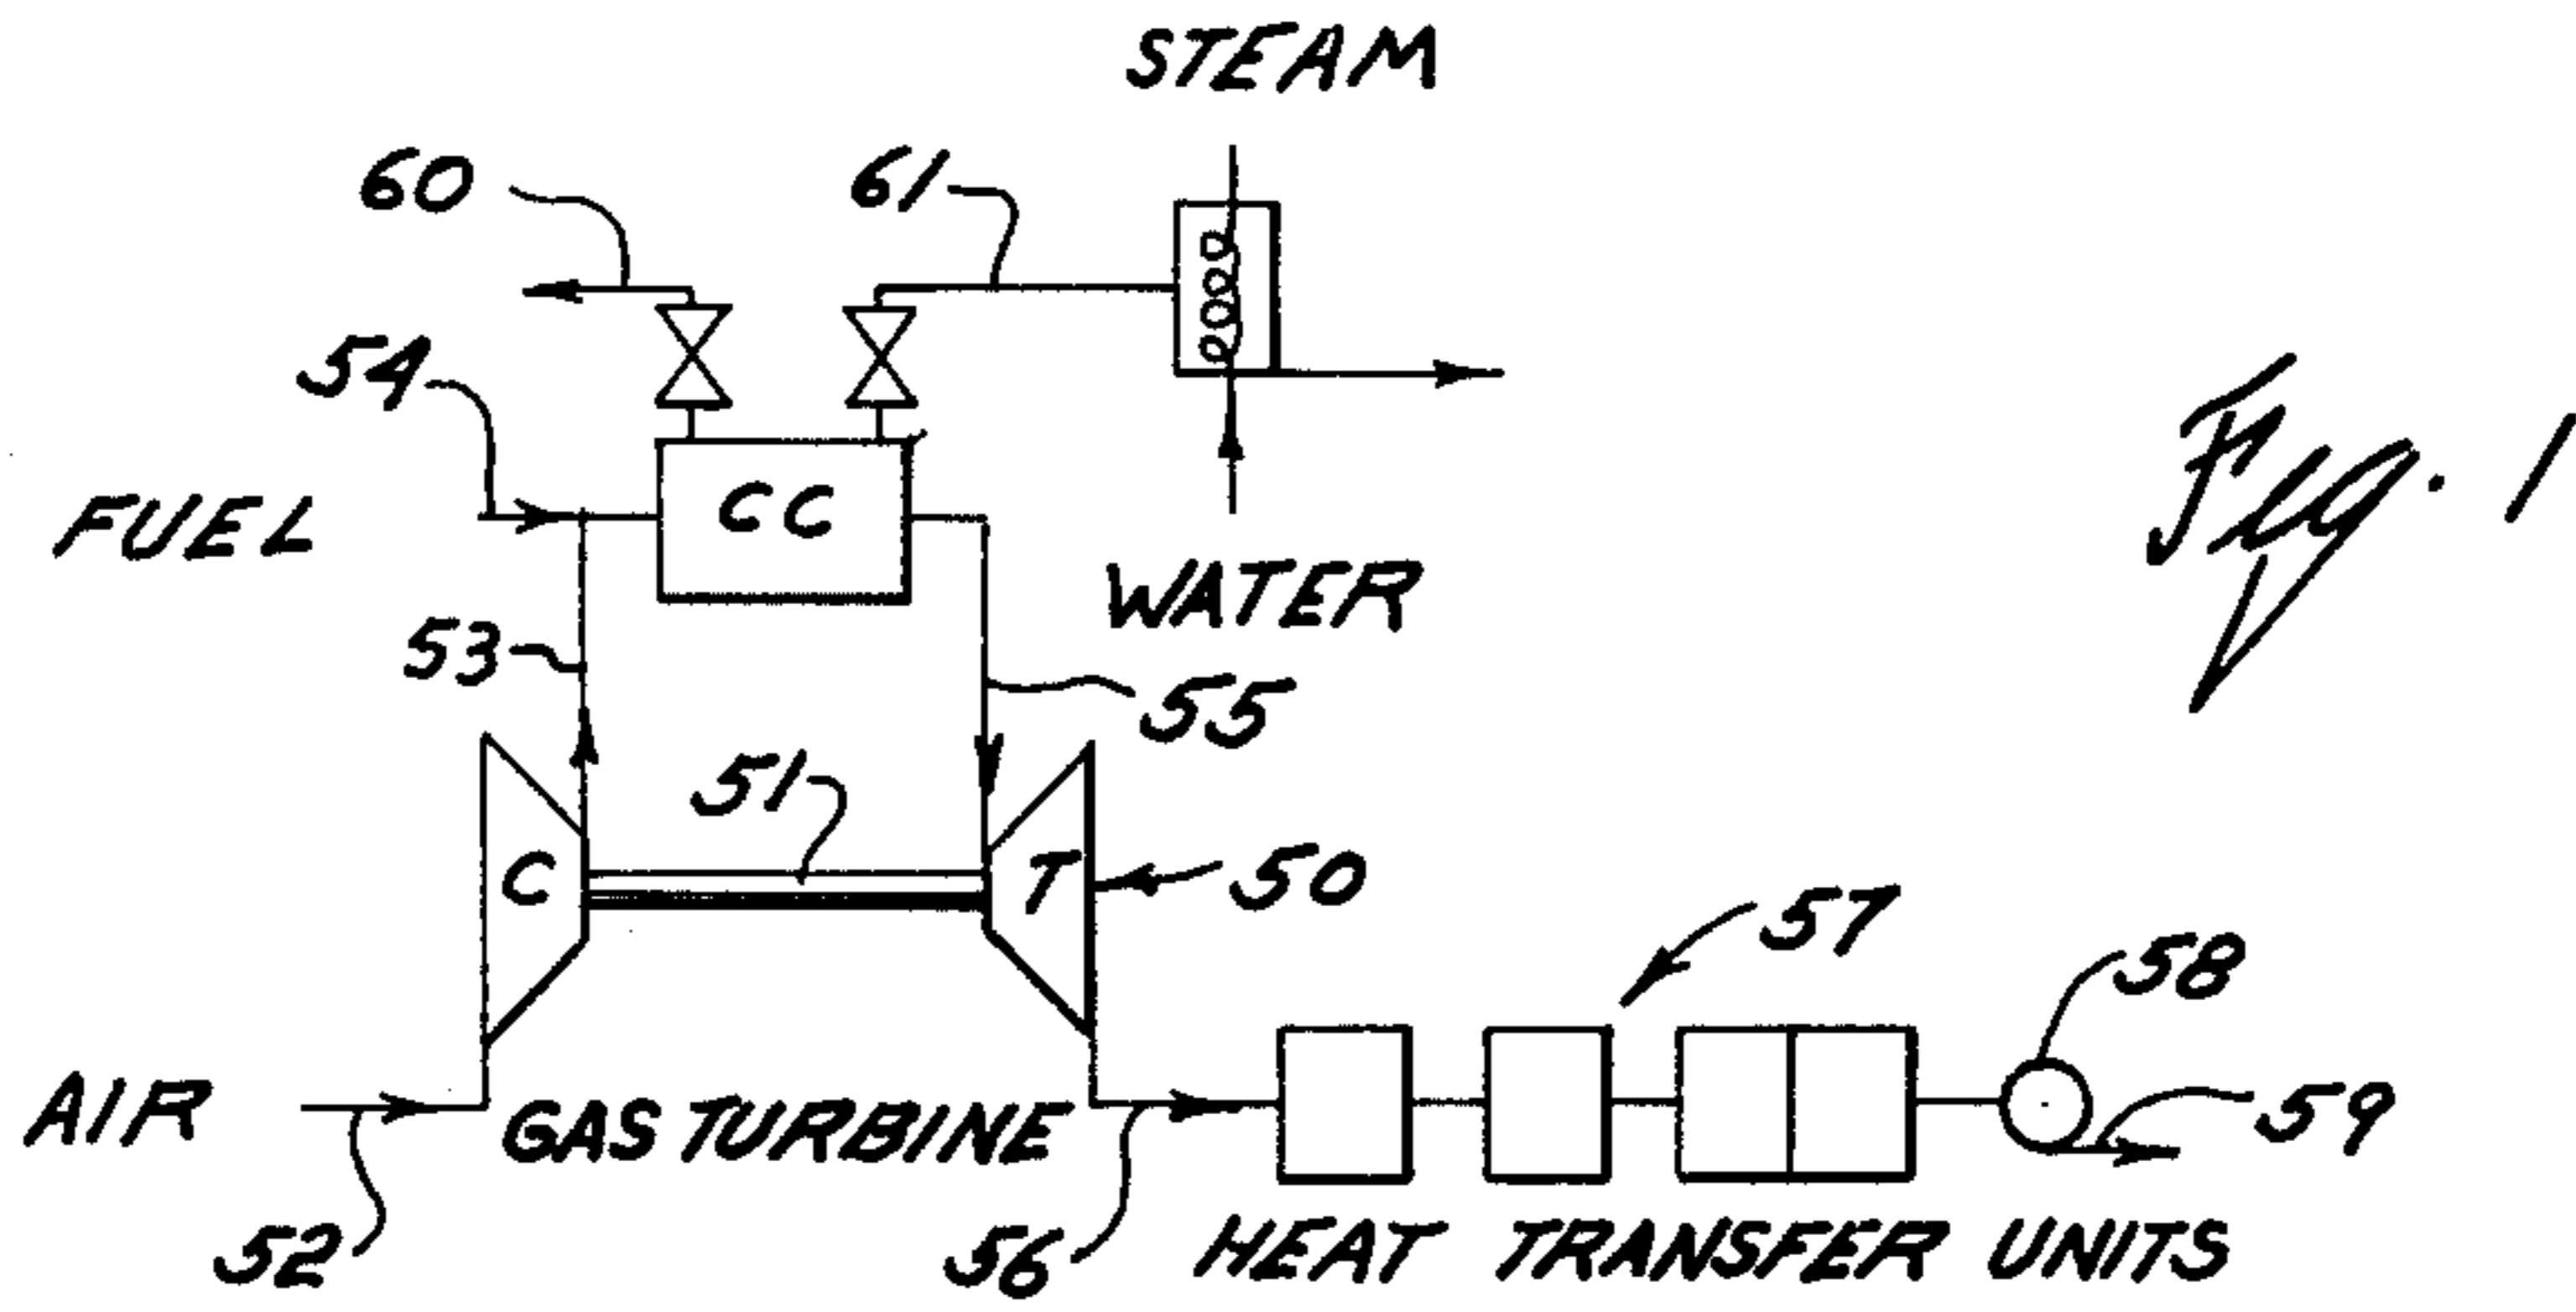 STEAM
60
61
54
FUEL
CC
WATER
Fig. 1
53
55
51
C
T
50
57
58
AIR
GAS TURBINE
59
52
56
HEAT TRANSFER UNITS